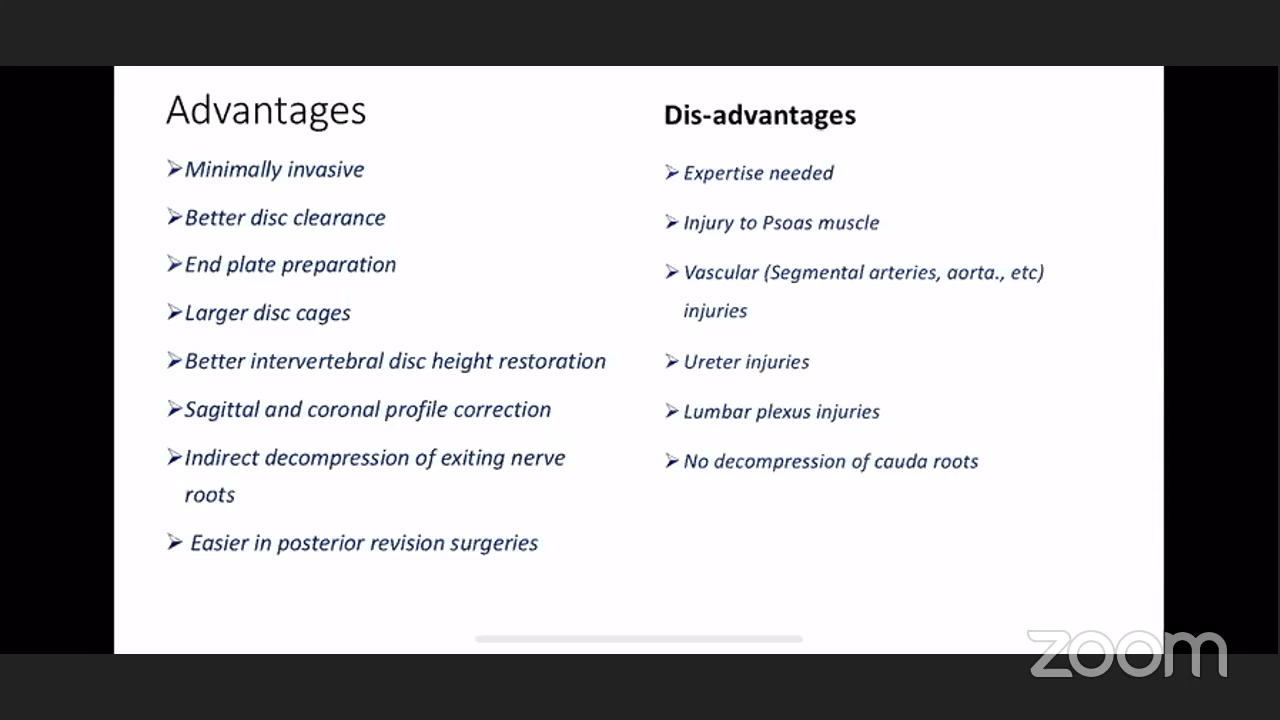 Advantages
➢Minimally invasive
➢Better disc clearance
➢End plate preparation
➢Larger disc cages
➢Better intervertebral disc height restoration
➢Sagittal and coronal profile correction
➢Indirect decompression of exiting nerve
roots
➢ Easier in posterior revision surgeries
Dis-advantages
➢ Expertise needed
➢ Injury to Psoas muscle
➢ Vascular (Segmental arteries, aorta., etc)
injuries
➢ Ureter injuries
➢ Lumbar plexus injuries
➢ No decompression of cauda roots
zoom